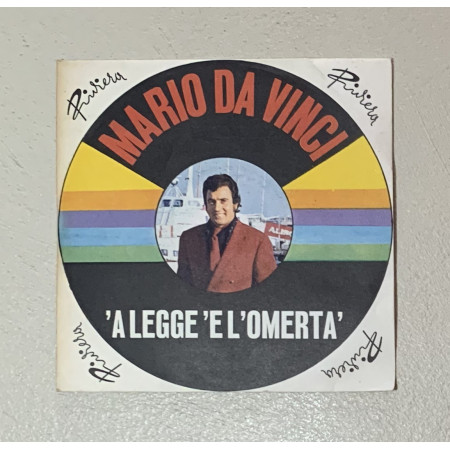 Riviera
Riviera
MARIO DA VINCI
'A LEGGE 'E L'OMERTA'
Riviera
Riviera